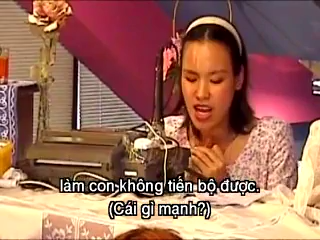 làm con không tiến bộ được.
(Cái gì mạnh?)